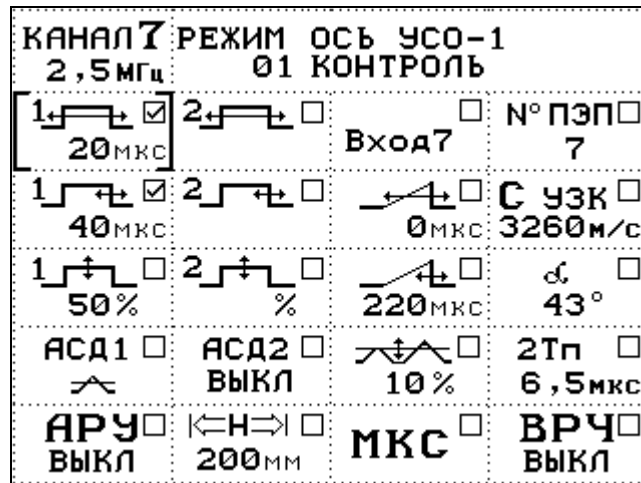 КАНАЛ 7 РЕЖИМ ОСЬ УСО-1
2,5 МГц 01 КОНТРОЛЬ
1 2 Вход7 N° ПЭП
20мкс 7
1 2 С УЗК
40мкс 0мкс 3260м/с
1 2 α
50% % 220мкс 43°
АСД1 АСД2 2Тп
ВЫКЛ 10% 6,5мкс
АРУ Н МКС ВРЧ
ВЫКЛ 200мм ВЫКЛ